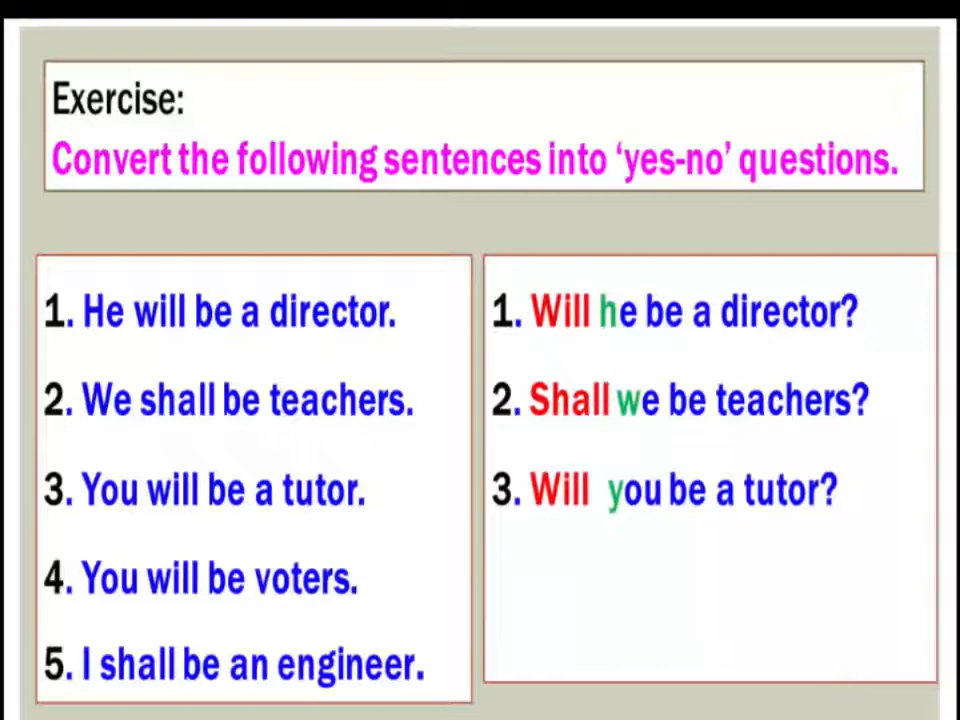 Exercise:
Convert the following sentences into ‘yes-no’ questions.
1. He will be a director.
2. We shall be teachers.
3. You will be a tutor.
4. You will be voters.
5. I shall be an engineer.
1. Will he be a director?
2. Shall we be teachers?
3. Will you be a tutor?